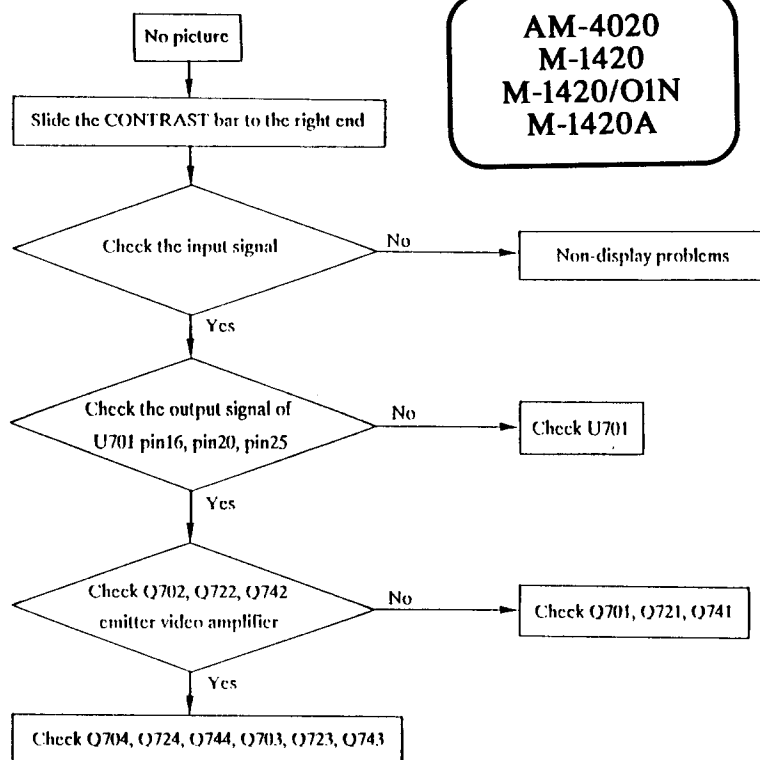 No picture
AM-4020
M-1420
M-1420/O1N
M-1420A
Slide the CONTRAST bar to the right end
Check the input signal
No
Non-display problems
Yes
Check the output signal of
U701 pin16, pin20, pin25
No
Check U701
Yes
Check Q702, Q722, Q742
emitter video amplifier
No
Check Q701, Q721, Q741
Yes
Check Q704, Q724, Q744, Q703, Q723, Q743